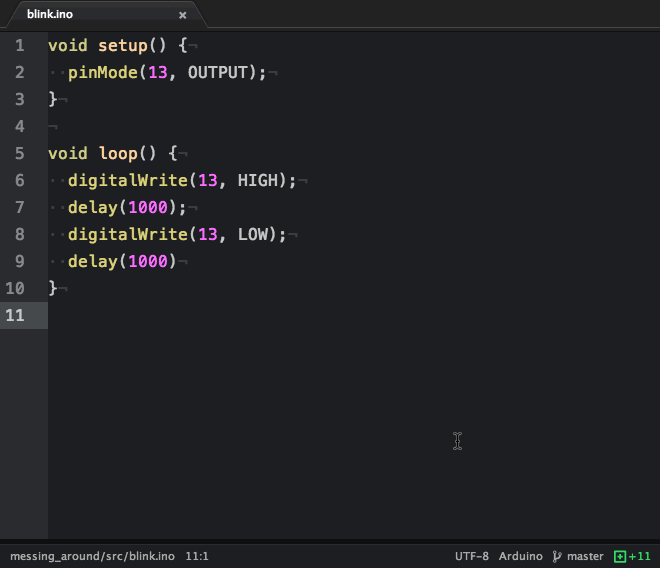 blink.ino ×
1 void setup() {¬
2 ··pinMode(13, OUTPUT);¬
3 }¬
4 ¬
5 void loop() {¬
6 ··digitalWrite(13, HIGH);¬
7 ··delay(1000);¬
8 ··digitalWrite(13, LOW);¬
9 ··delay(1000)¬
10 }¬
11
messing_around/src/blink.ino 11:1 UTF-8 Arduino master +11